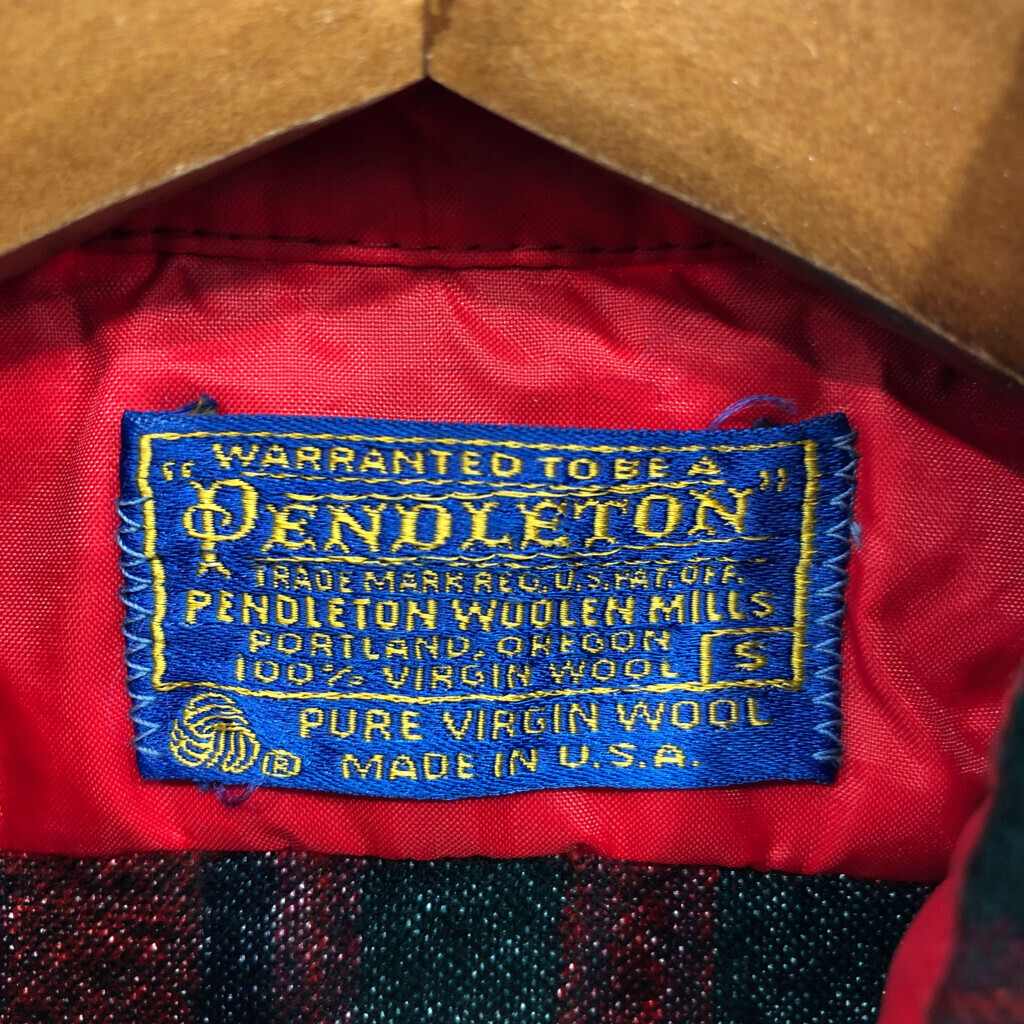 WARRANTED TO BE A
"PENDLETON"
TRADE MARK REG. U.S. PAT. OFF.
PENDLETON WOOLEN MILLS
PORTLAND, OREGON
100% VIRGIN WOOL
S
PURE VIRGIN WOOL
® MADE IN U.S.A.